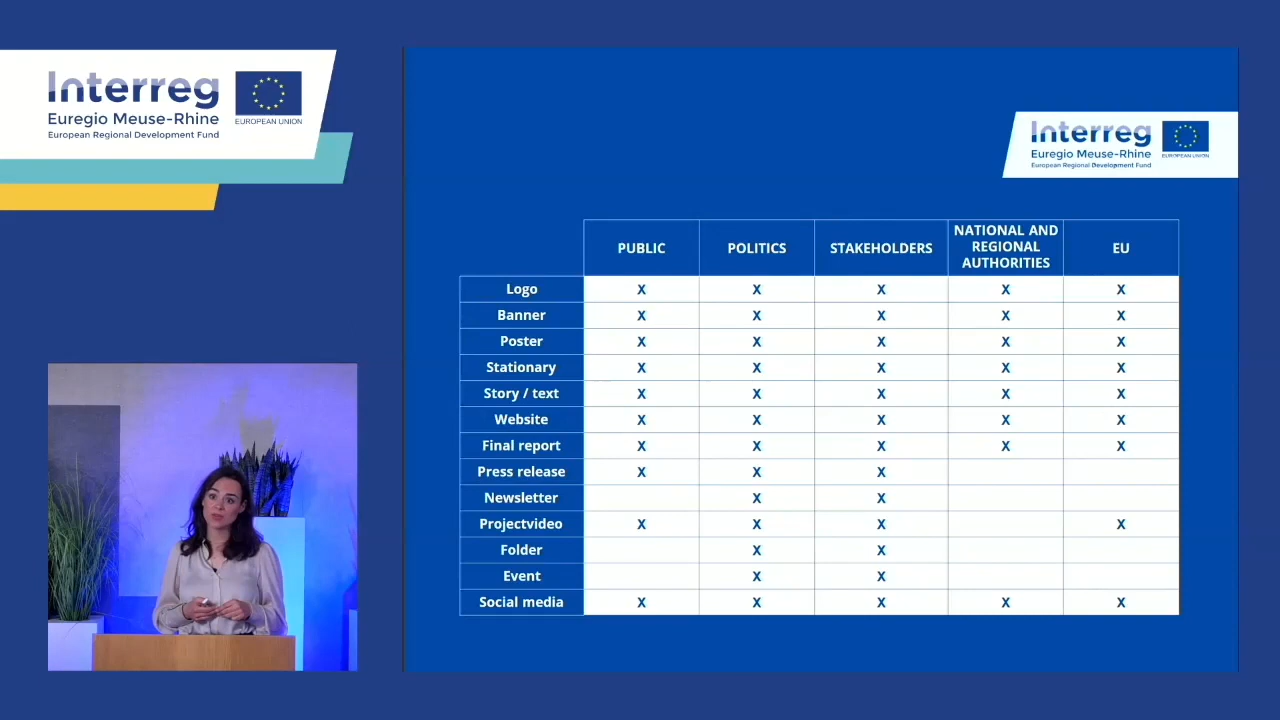 Interreg
Euregio Meuse-Rhine
European Regional Development Fund
EUROPEAN UNION
Interreg
Euregio Meuse-Rhine
European Regional Development Fund
EUROPEAN UNION
PUBLIC POLITICS STAKEHOLDERS NATIONAL AND REGIONAL AUTHORITIES EU
Logo X X X X X
Banner X X X X X
Poster X X X X X
Stationary X X X X X
Story / text X X X X X
Website X X X X X
Final report X X X X X
Press release X X X
Newsletter X X
Projectvideo X X X X
Folder X X
Event X X
Social media X X X X X